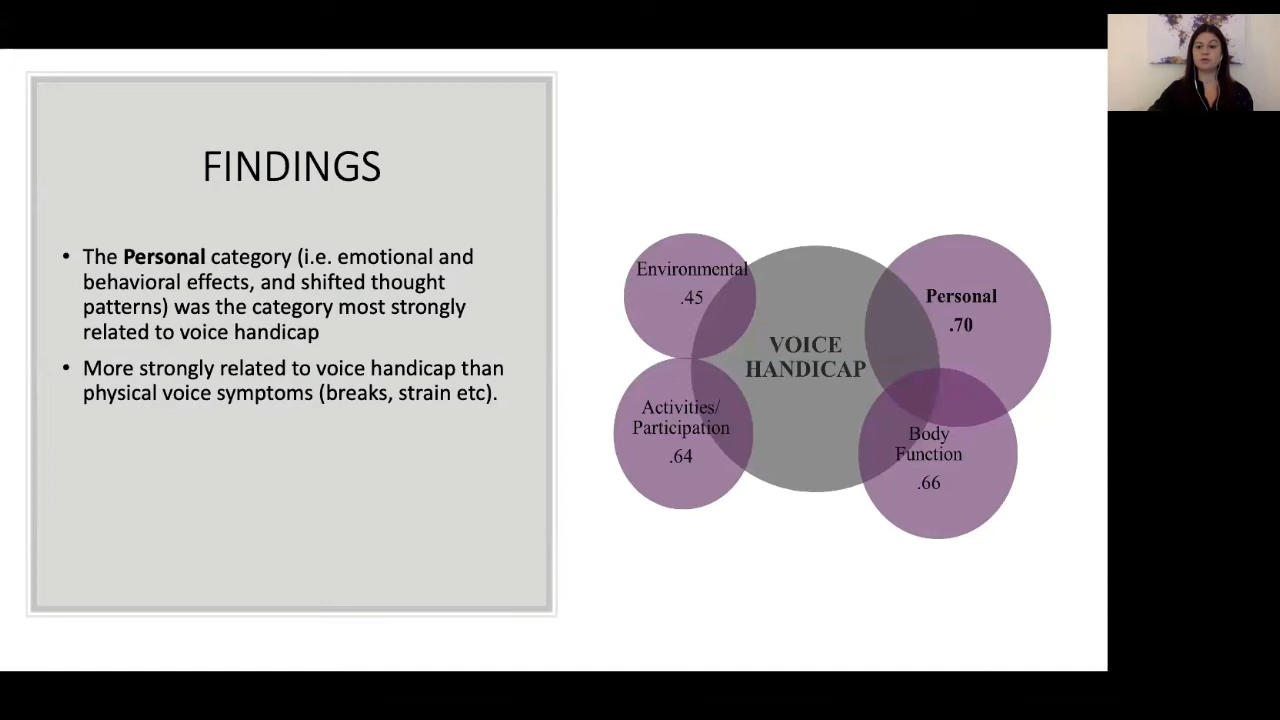 FINDINGS
• The Personal category (i.e. emotional and
behavioral effects, and shifted thought
patterns) was the category most strongly
related to voice handicap
• More strongly related to voice handicap than
physical voice symptoms (breaks, strain etc).
Environmental
.45
Personal
.70
VOICE
HANDICAP
Activities/
Participation
.64
Body
Function
.66